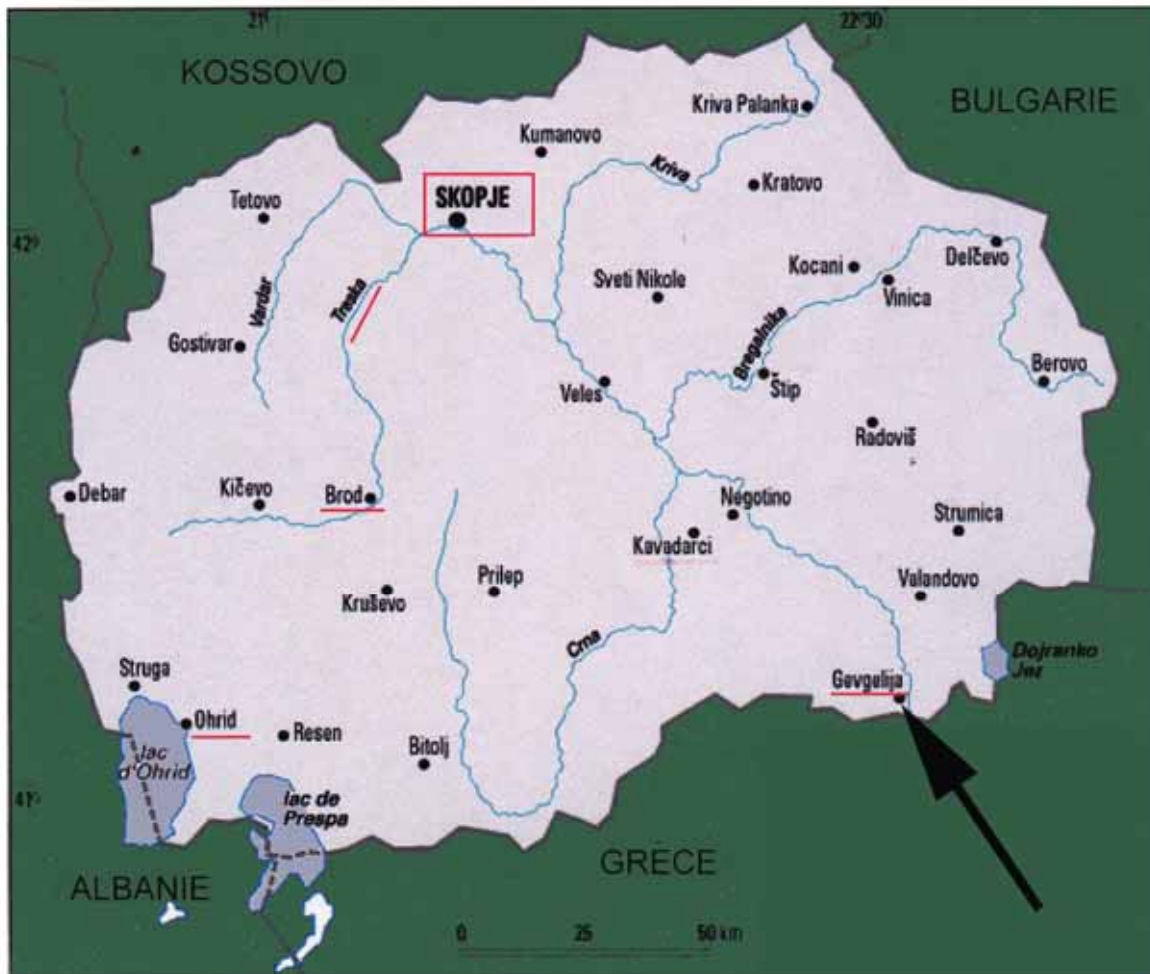 21°
22°30
KOSSOVO
BULGARIE
Kriva Palanka
Kumanovo
Kriva
Kratovo
Tetovo
SKOPJE
42°
Delčevo
Kocani
Sveti Nikole
Vinica
Vardar
Treska
Gostivar
Bregalnika
Berovo
Veles
Štip
Radoviš
Debar
Kičevo
Brod
Negotino
Strumica
Kavadarci
Prilep
Valandovo
Kruševo
Crna
Dojranko
Jez
Struga
Gevgelija
Ohrid
Resen
Bitolj
lac
d'Ohrid
lac de
Prespa
41°
GRECE
ALBANIE
0 25 50 km